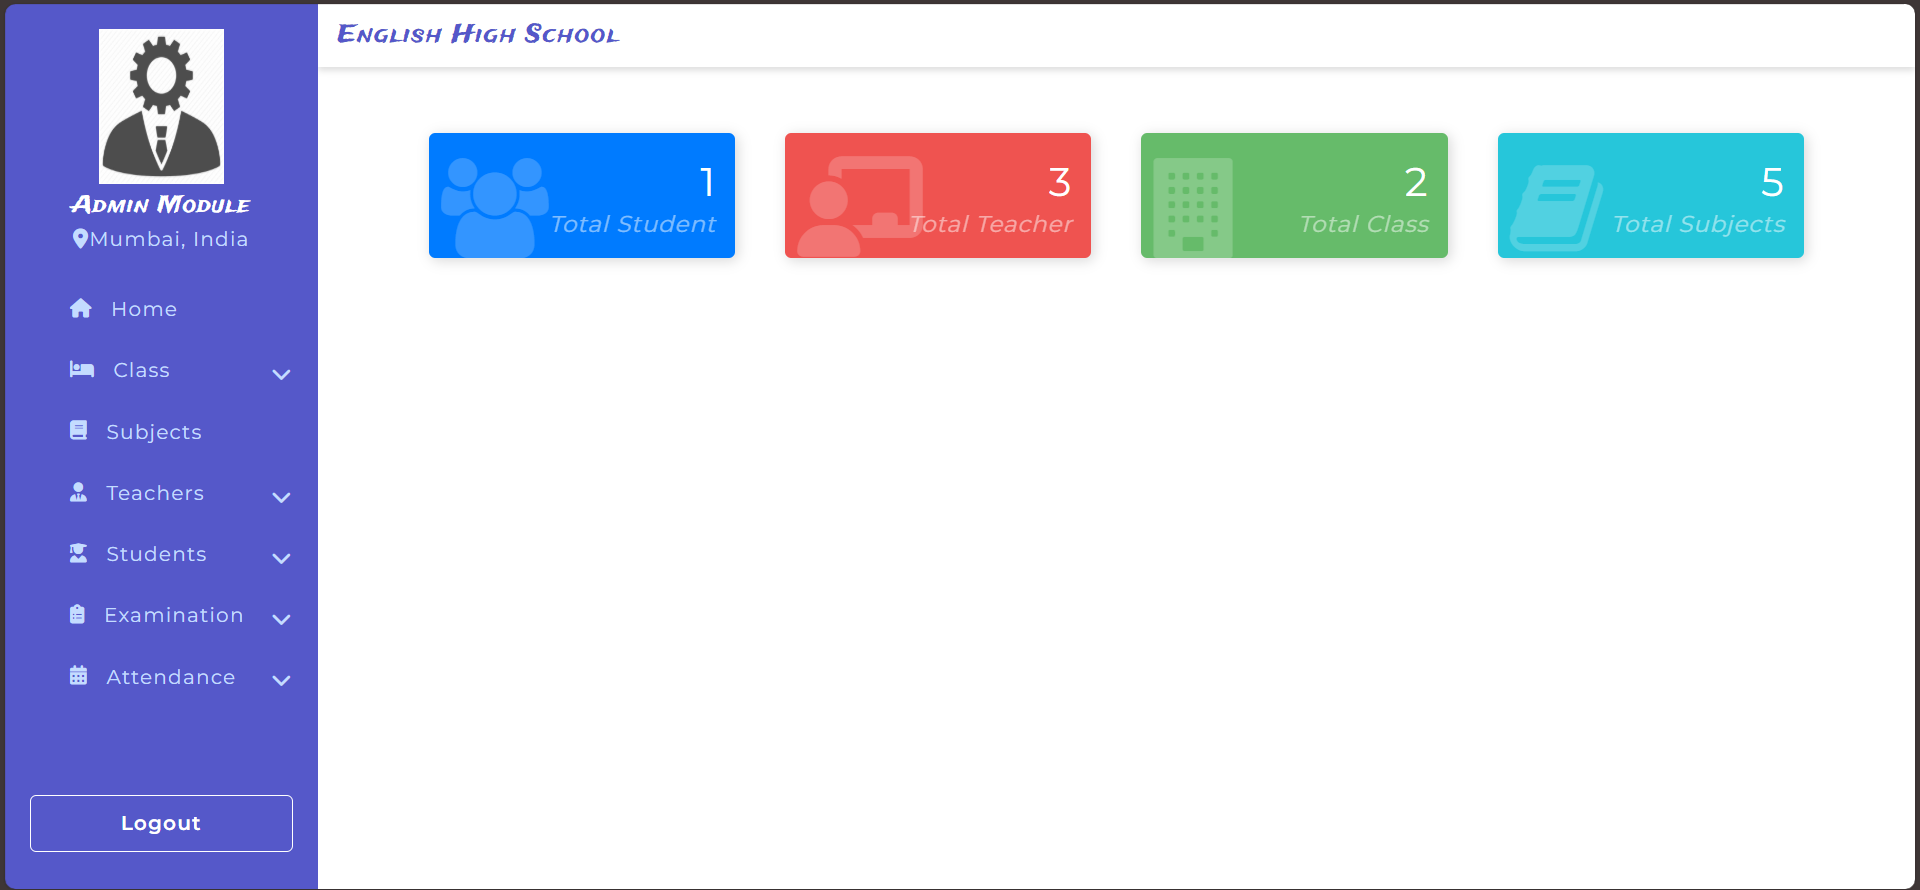 Admin Module
Mumbai, India
Home
Class
Subjects
Teachers
Students
Examination
Attendance
Logout
English High School
1
Total Student
3
Total Teacher
2
Total Class
5
Total Subjects